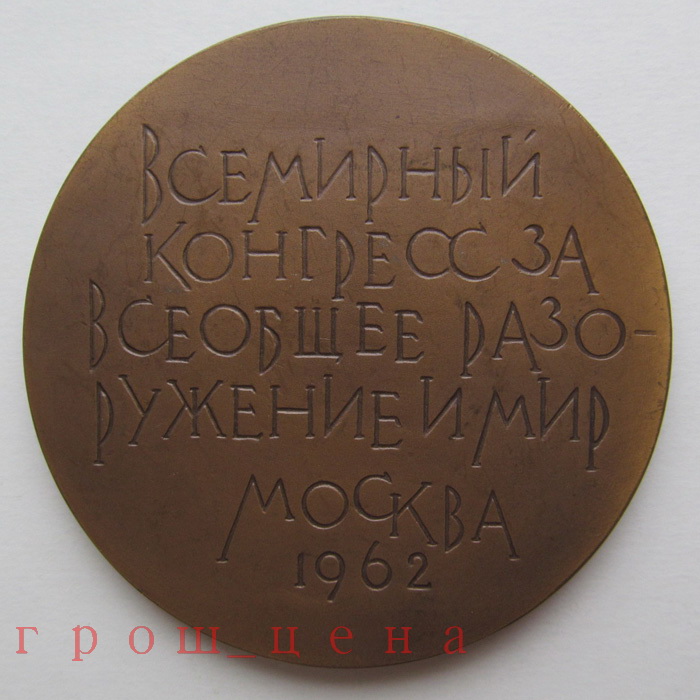 ВСЕМИРНЫЙ
КОНГРЕСС ЗА
ВСЕОБЩЕЕ РАЗО-
РУЖЕНИЕ И МИР
МОСКВА
1962
грош_цена